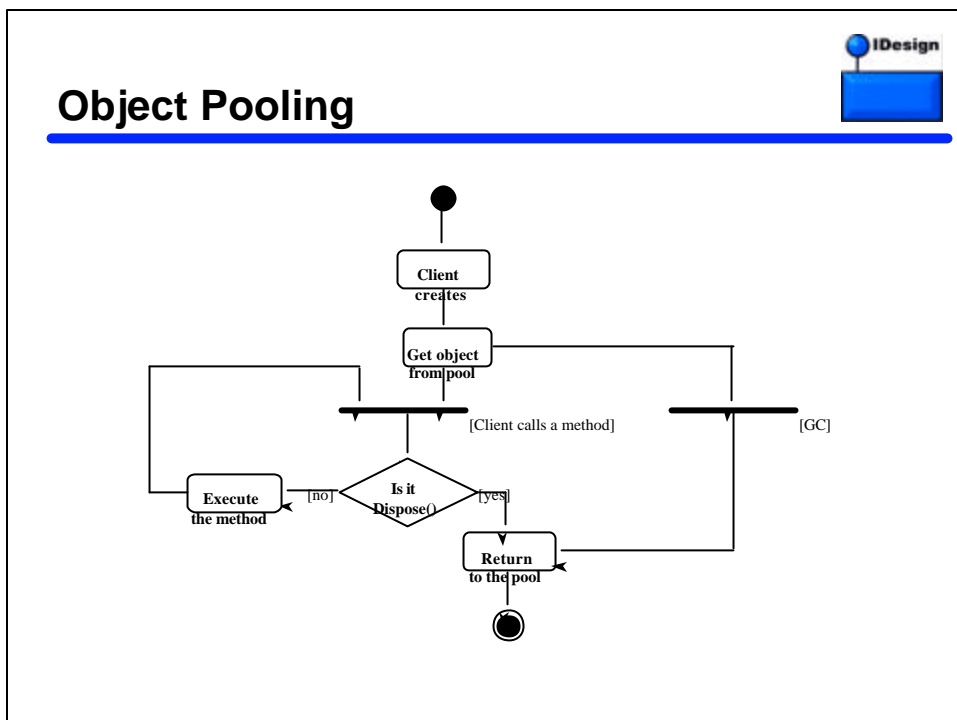 IDesign
Object Pooling
Client
creates
Get object
from pool
[Client calls a method]
[GC]
Is it
Dispose()
[no]
[yes]
Execute
the method
Return
to the pool